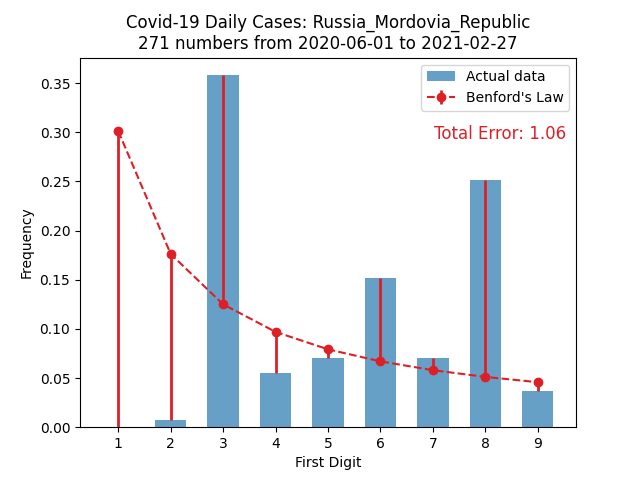 Covid-19 Daily Cases: Russia_Mordovia_Republic
271 numbers from 2020-06-01 to 2021-02-27
Actual data
Benford's Law
Total Error: 1.06
Frequency
0.35
0.30
0.25
0.20
0.15
0.10
0.05
0.00
1 2 3 4 5 6 7 8 9
First Digit